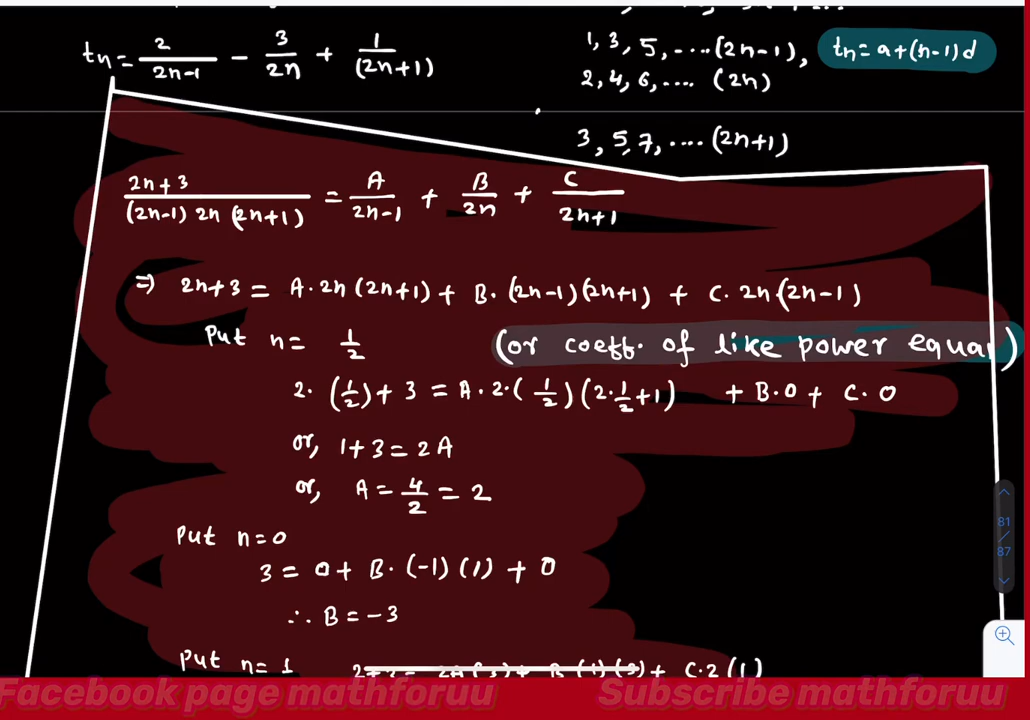 t_n = 2/(2n-1) - 3/(2n) + 1/(2n+1)
1, 3, 5, ....(2n-1), t_n = a+(n-1)d
2, 4, 6, .... (2n)
3, 5, 7, .... (2n+1)
(2n+3)/((2n-1) 2n (2n+1)) = A/(2n-1) + B/(2n) + C/(2n+1)
⇒ 2n+3 = A·2n(2n+1) + B·(2n-1)(2n+1) + C·2n(2n-1)
Put n = 1/2 (or coeff. of like power equal)
2·(1/2)+3 = A·2·(1/2)(2·1/2+1) + B·0 + C·0
or, 1+3 = 2A
or, A = 4/2 = 2
Put n=0
3 = 0 + B·(-1)(1) + 0
∴ B = -3
Put n=1 + C·2(1)
81
/
87
Facebook page mathforuu Subscribe mathforuu